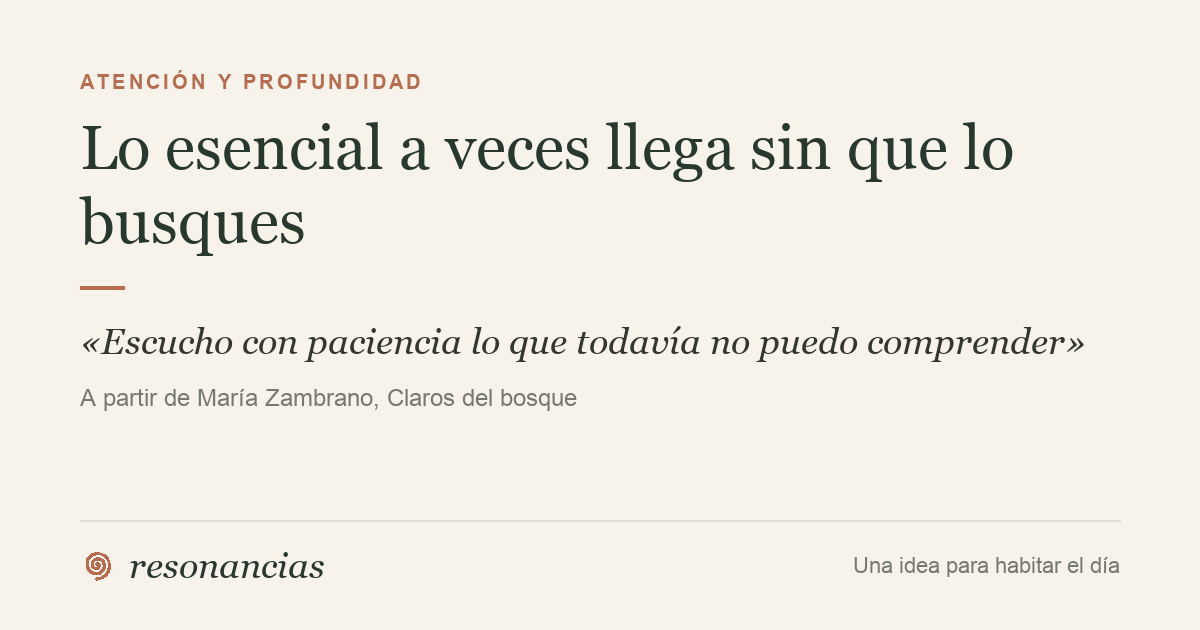 ATENCIÓN Y PROFUNDIDAD
Lo esencial a veces llega sin que lo
busques
«Escucho con paciencia lo que todavía no puedo comprender»
A partir de María Zambrano, Claros del bosque
resonancias
Una idea para habitar el día